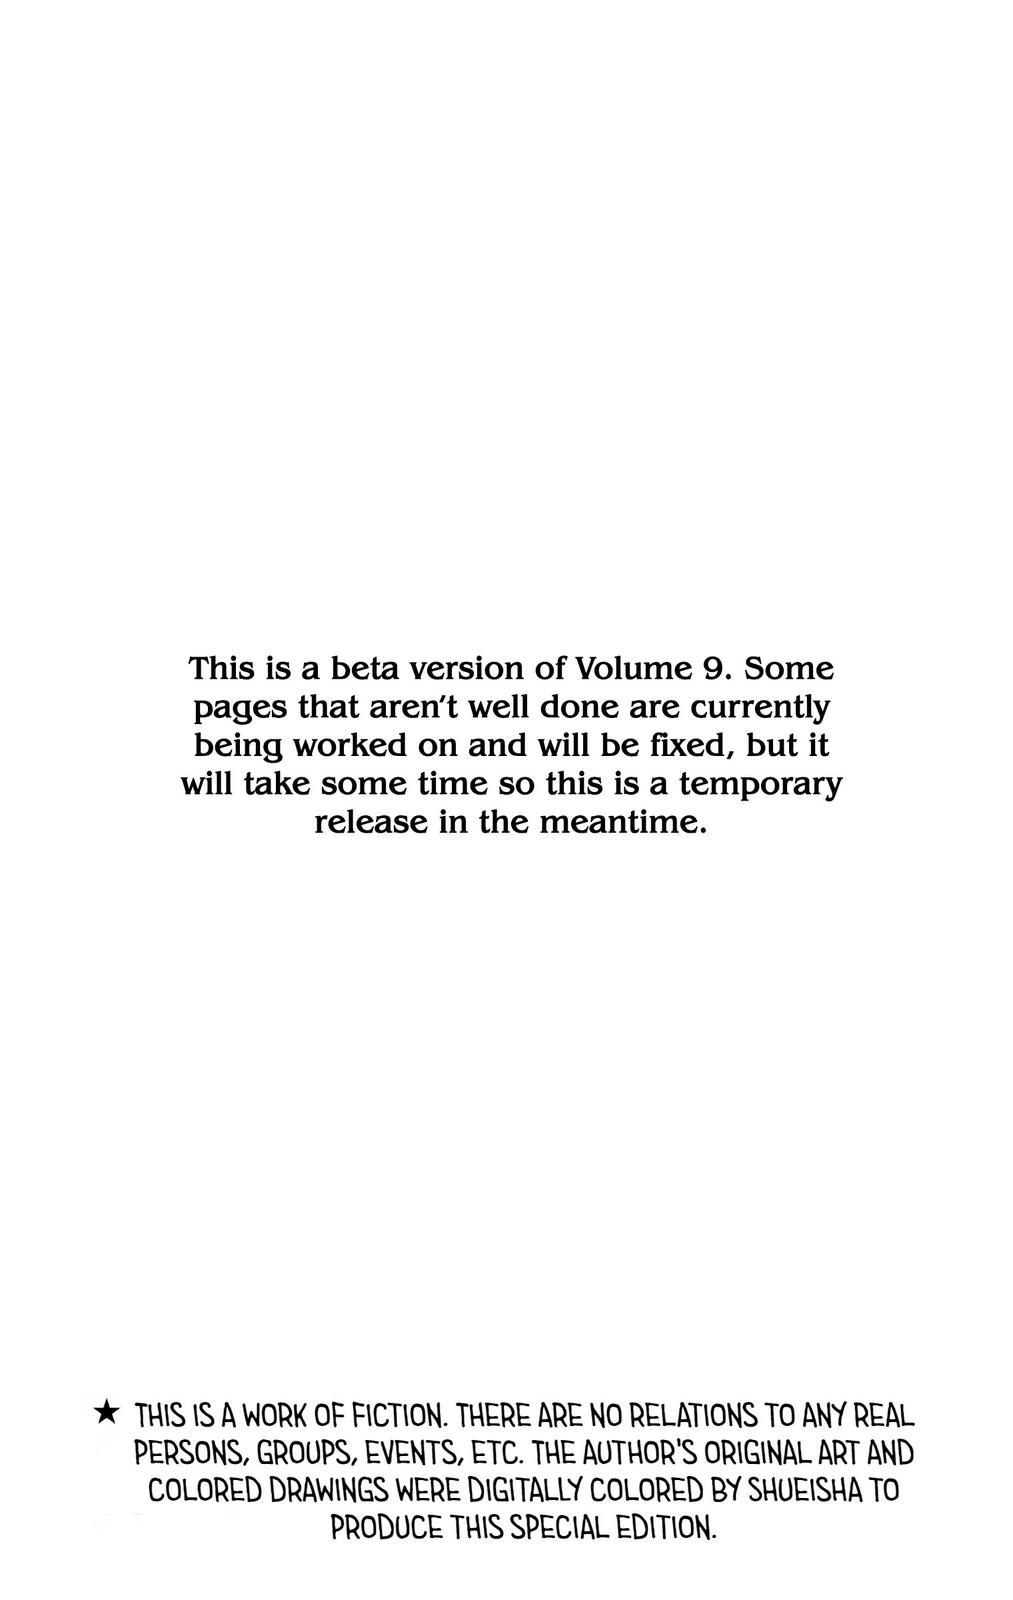 This is a beta version of Volume 9. Some
pages that aren't well done are currently
being worked on and will be fixed, but it
will take some time so this is a temporary
release in the meantime.
★ THIS IS A WORK OF FICTION. THERE ARE NO RELATIONS TO ANY REAL
PERSONS, GROUPS, EVENTS, ETC. THE AUTHOR'S ORIGINAL ART AND
COLORED DRAWINGS WERE DIGITALLY COLORED BY SHUEISHA TO
PRODUCE THIS SPECIAL EDITION.